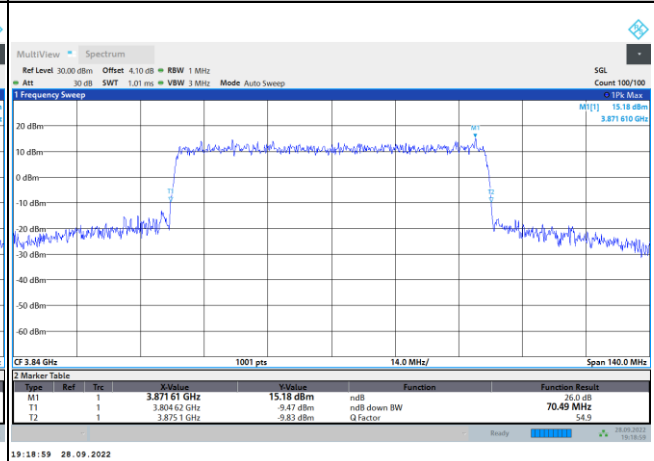 MultiView Spectrum
Ref Level 30.00 dBm Offset 4.10 dB RBW 1 MHz SGL
Att 30 dB SWT 1.01 ms VBW 3 MHz Mode Auto Sweep Count 100/100
1 Frequency Sweep 1Pk Max
M1[1] 15.18 dBm
3.871 610 GHz
M1
20 dBm
10 dBm
0 dBm
T1 T2
-10 dBm
-20 dBm
-30 dBm
-40 dBm
-50 dBm
-60 dBm
CF 3.84 GHz 1001 pts 14.0 MHz/ Span 140.0 MHz
2 Marker Table
Type Ref Trc X-Value Y-Value Function Function Result
M1 1 3.871 61 GHz 15.18 dBm ndB 26.0 dB
T1 1 3.804 62 GHz -9.47 dBm ndB down BW 70.49 MHz
T2 1 3.875 1 GHz -9.83 dBm Q Factor 54.9
Ready 28.09.2022
19:18:59
19:18:59 28.09.2022